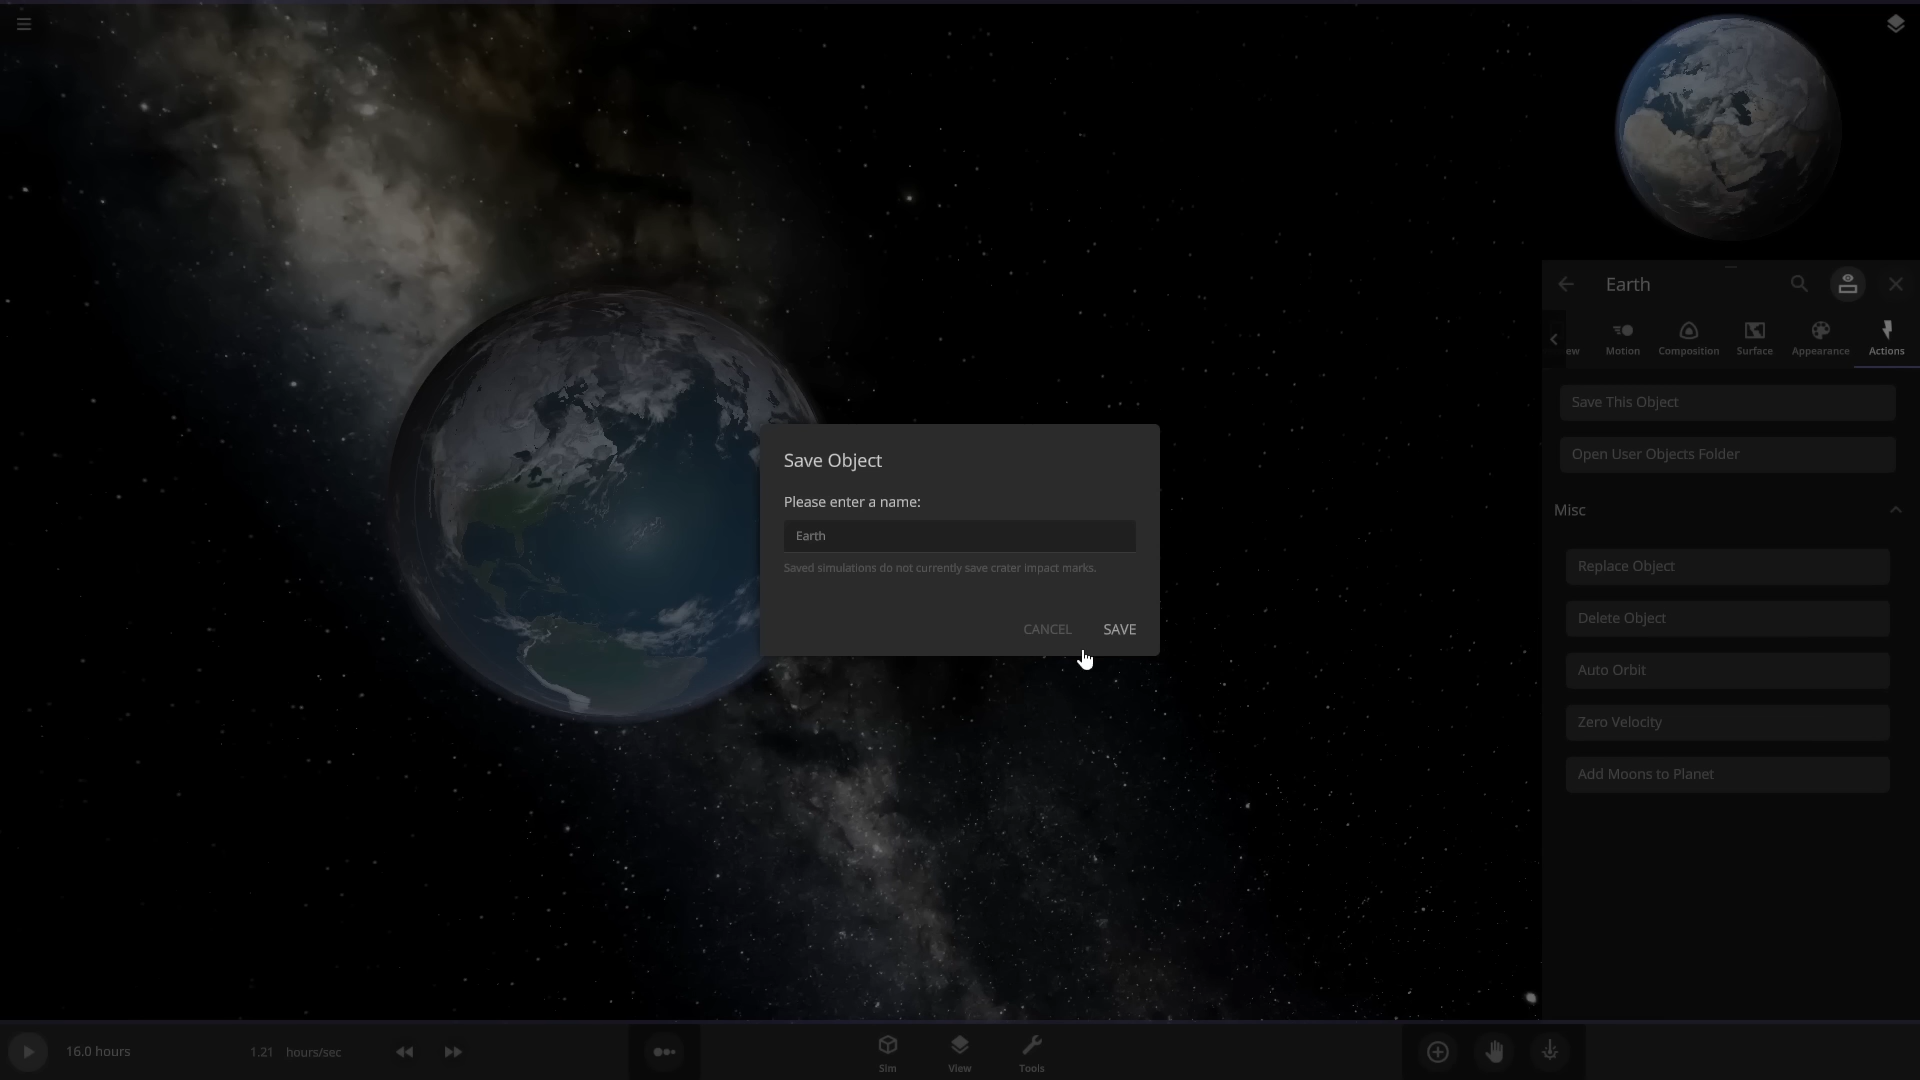 Earth
ew
Motion
Composition
Surface
Appearance
Actions
Save This Object
Open User Objects Folder
Misc
Replace Object
Delete Object
Auto Orbit
Zero Velocity
Add Moons to Planet
Save Object
Please enter a name:
Earth
Saved simulations do not currently save crater impact marks.
CANCEL
SAVE
16.0 hours
1.21 hours/sec
Sim
View
Tools